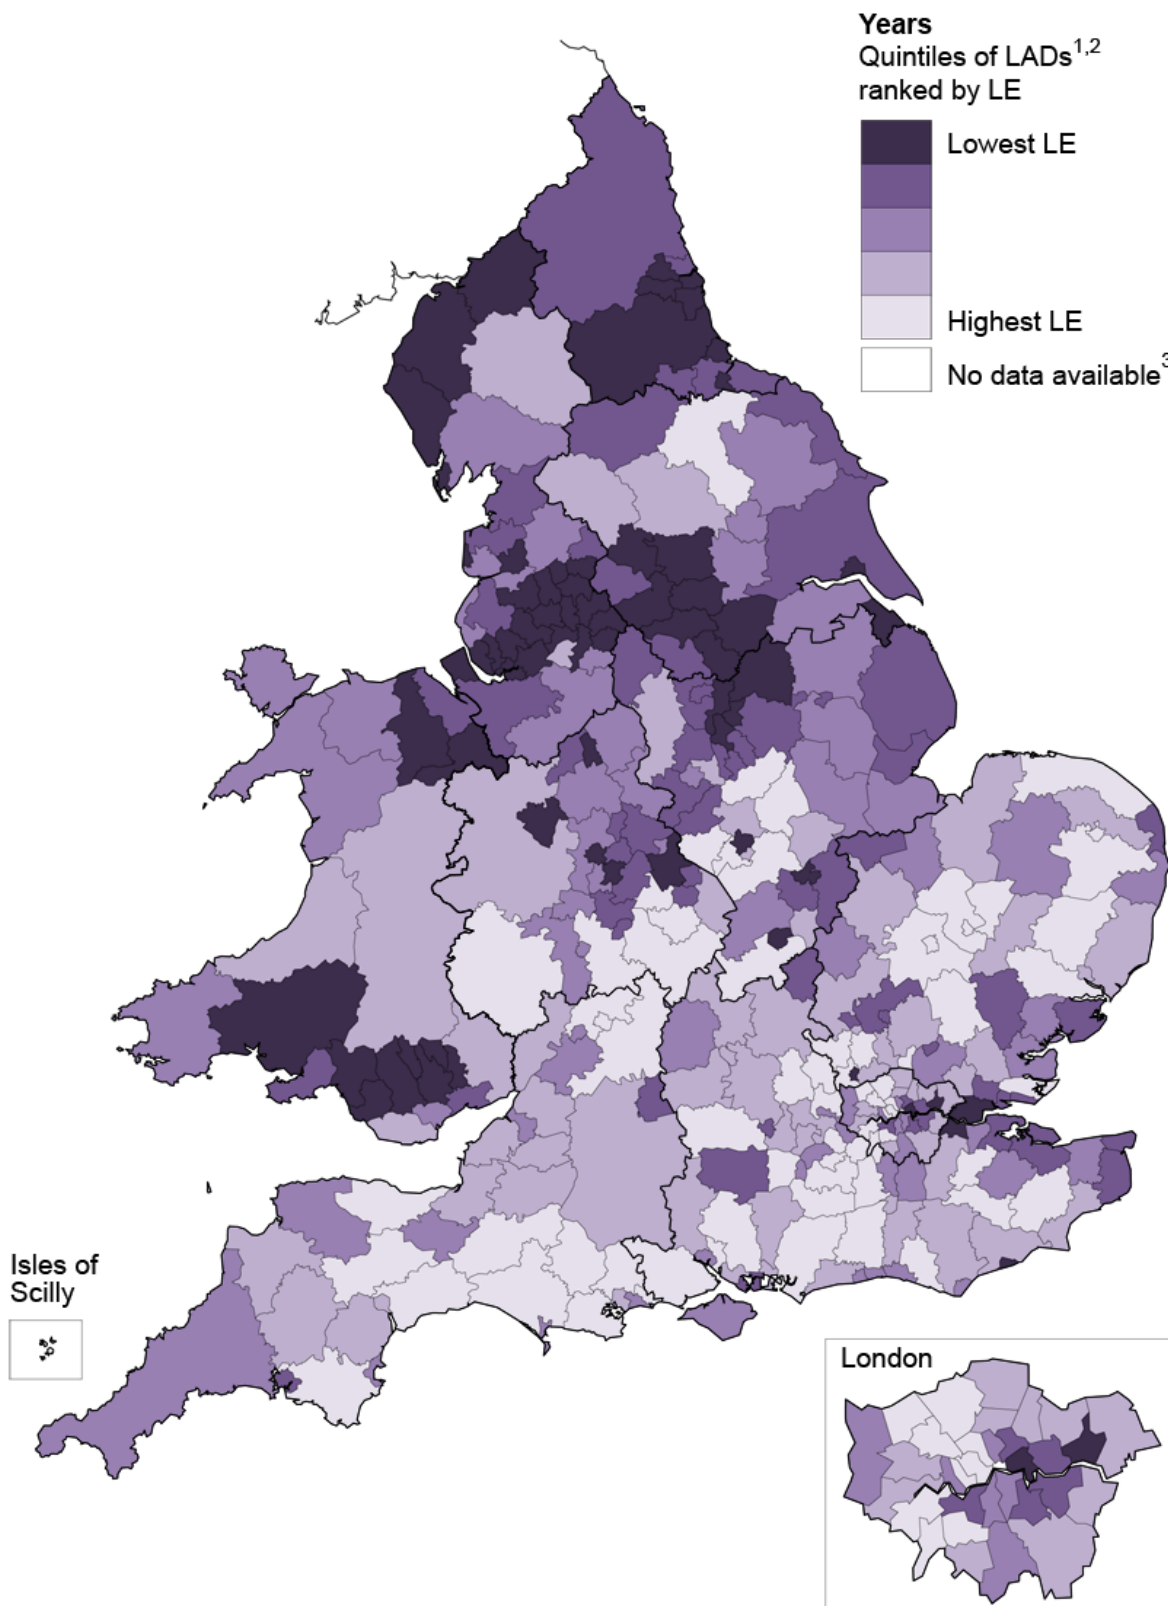 Years
Quintiles of LADs1,2
ranked by LE
Lowest LE
Highest LE
No data available3
Isles of
Scilly
London